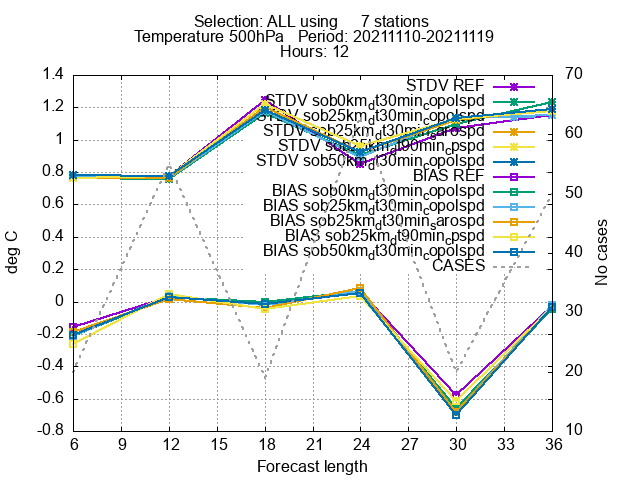 Selection: ALL using 7 stations
Temperature 500hPa Period: 20211110-20211119
Hours: 12
1.4
1.2
1
0.8
0.6
0.4
0.2
0
-0.2
-0.4
-0.6
-0.8
deg C
70
60
50
40
30
20
10
No cases
STDV REF
STDV sob0km_dt30min_copolspd
STDV sob25km_dt30min_copolspd
STDV sob25km_dt30min_sarospd
STDV sob25km_dt90min_cpspd
STDV sob50km_dt30min_copolspd
BIAS REF
BIAS sob0km_dt30min_copolspd
BIAS sob25km_dt30min_copolspd
BIAS sob25km_dt30min_sarospd
BIAS sob25km_dt90min_cpspd
BIAS sob50km_dt30min_copolspd
CASES
6 9 12 15 18 21 24 27 30 33 36
Forecast length